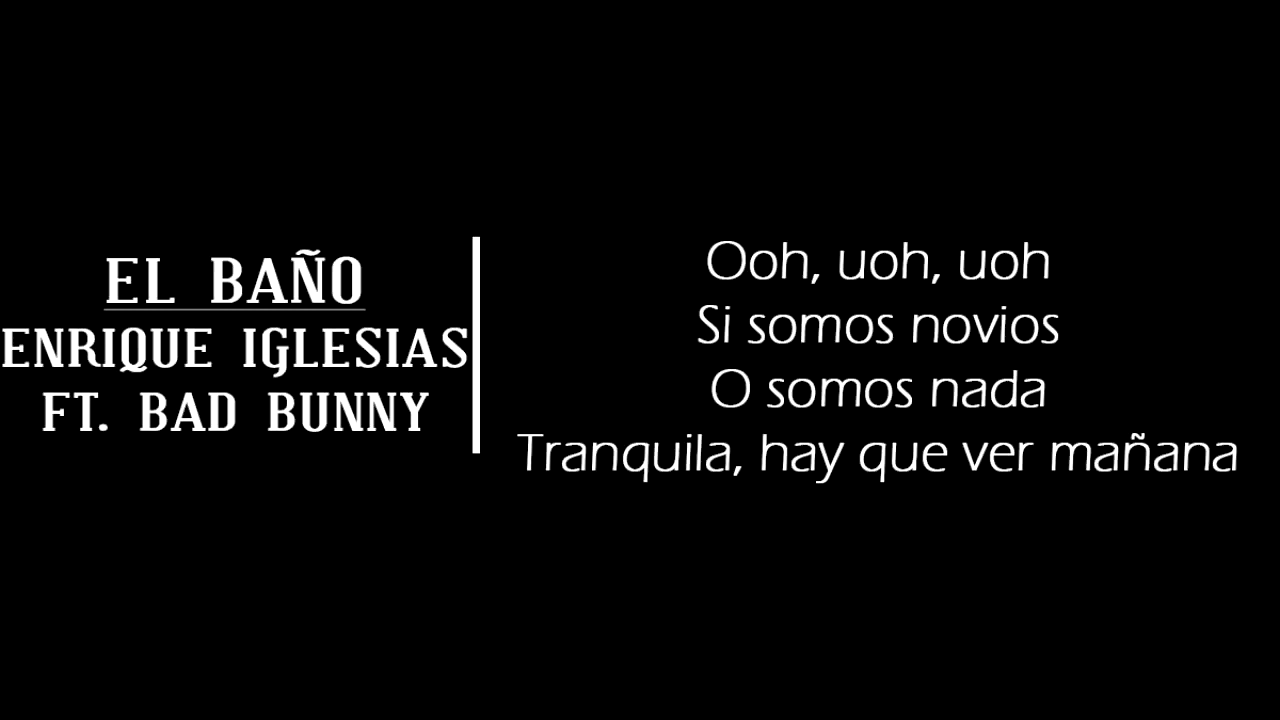 EL BAÑO
ENRIQUE IGLESIAS
FT. BAD BUNNY
Ooh, uoh, uoh
Si somos novios
O somos nada
Tranquila, hay que ver mañana